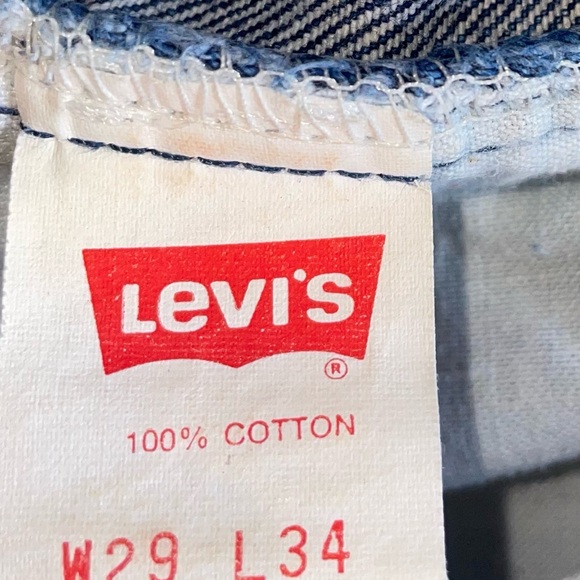 Levi's
®
100% COTTON
W29 L34